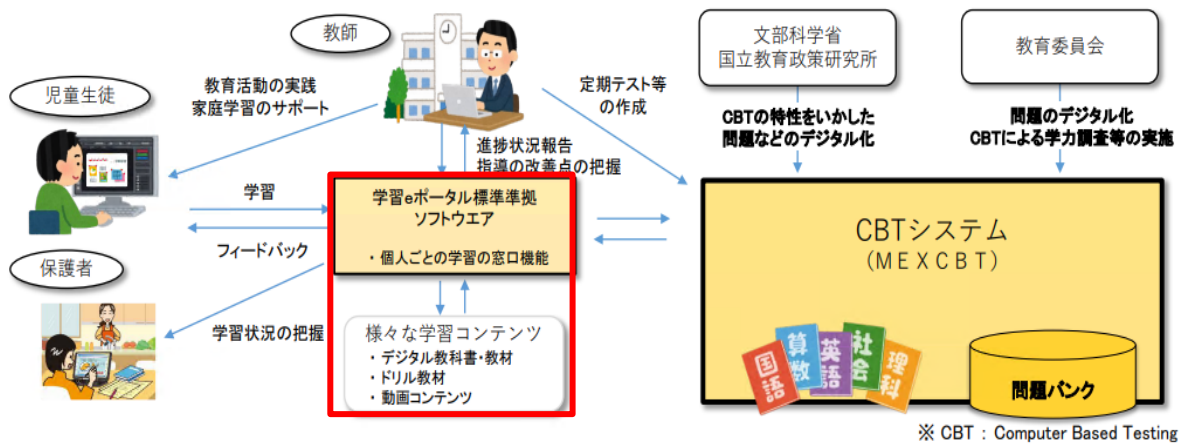 教師
児童生徒
教育活動の実践
家庭学習のサポート
定期テスト等
の作成
文部科学省
国立教育政策研究所
教育委員会
CBTの特性をいかした
問題などのデジタル化
問題のデジタル化
CBTによる学力調査等の実施
進捗状況報告
指導の改善点の把握
学習
フィードバック
学習eポータル標準準拠
ソフトウエア
・個人ごとの学習の窓口機能
保護者
学習状況の把握
様々な学習コンテンツ
・デジタル教科書・教材
・ドリル教材
・動画コンテンツ
CBTシステム
(MEXCBT)
国語
算数
英語
社会
理科
問題バンク
※ CBT : Computer Based Testing